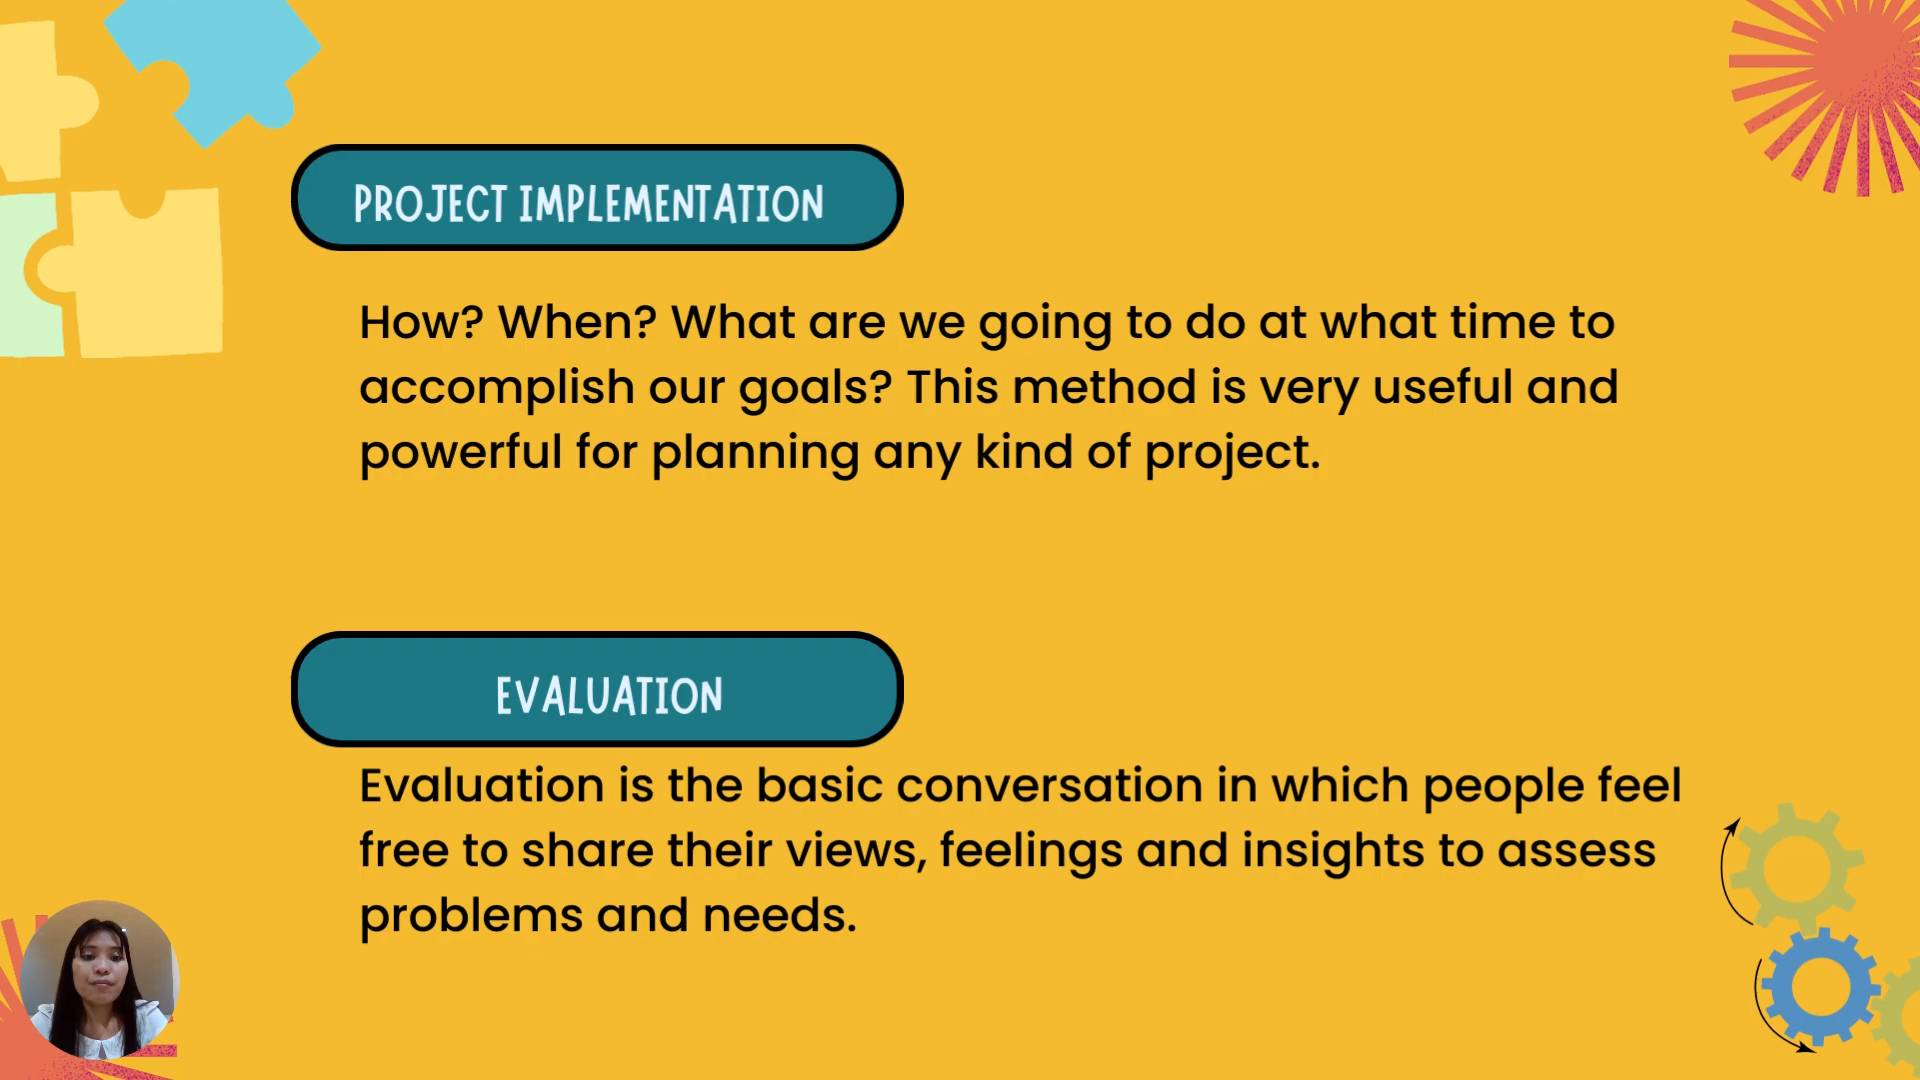 PROJECT IMPLEMENTATION
How? When? What are we going to do at what time to
accomplish our goals? This method is very useful and
powerful for planning any kind of project.
EVALUATION
Evaluation is the basic conversation in which people feel
free to share their views, feelings and insights to assess
problems and needs.